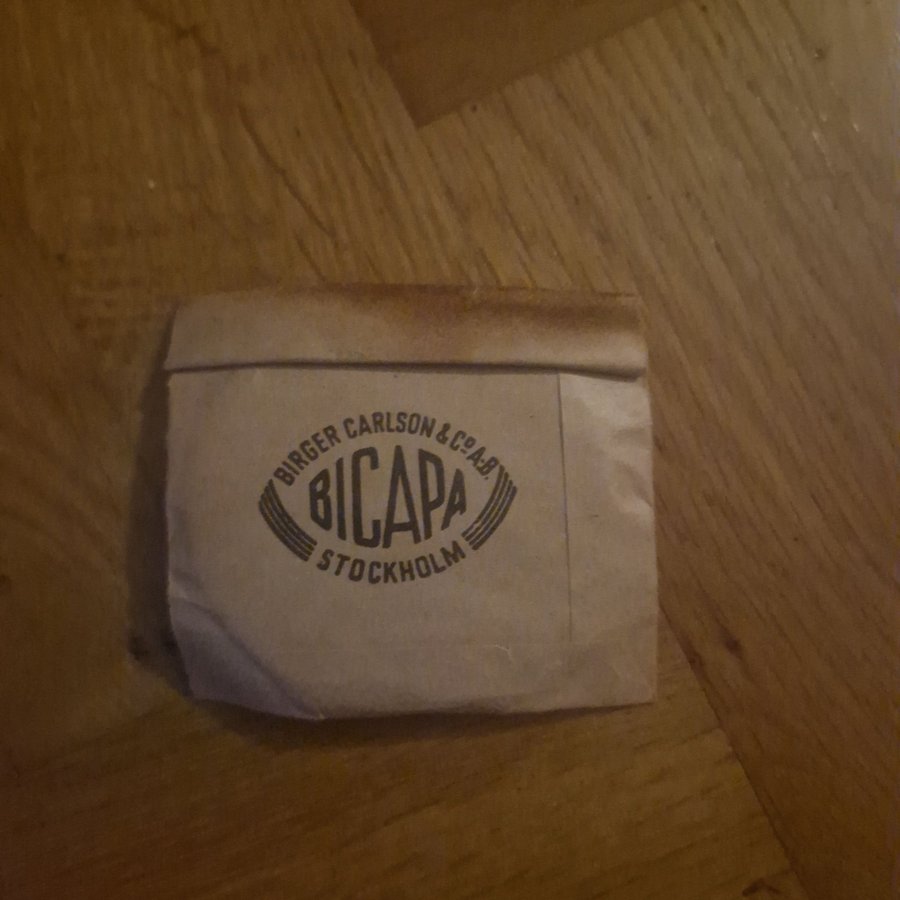 BIRGER CARLSON & Cº A.-B.
BICAPA
STOCKHOLM